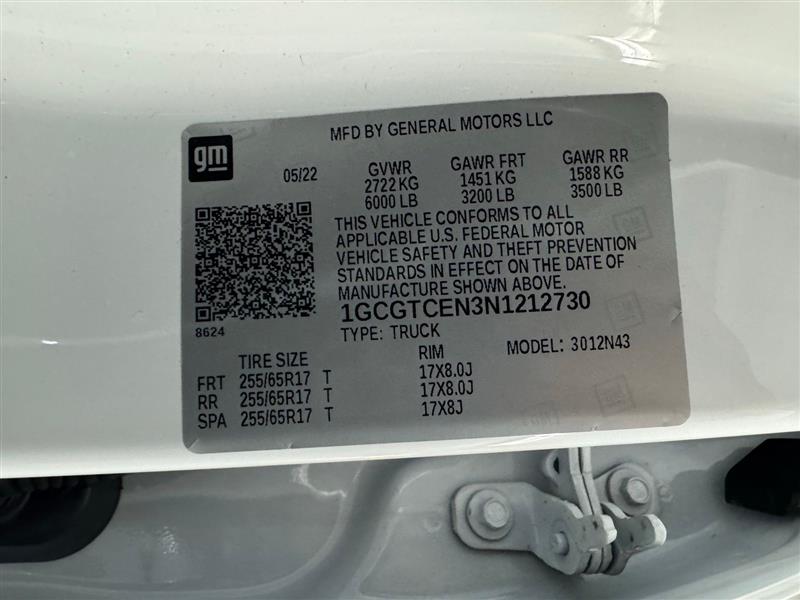 MFD BY GENERAL MOTORS LLC
gm
05/22 GVWR GAWR FRT GAWR RR
2722 KG 1451 KG 1588 KG
6000 LB 3200 LB 3500 LB
THIS VEHICLE CONFORMS TO ALL
APPLICABLE U.S. FEDERAL MOTOR
VEHICLE SAFETY AND THEFT PREVENTION
STANDARDS IN EFFECT ON THE DATE OF
MANUFACTURE SHOWN ABOVE.
8624
1GCGTCEN3N1212730
TYPE: TRUCK MODEL: 3012N43
TIRE SIZE RIM
FRT 255/65R17 T 17X8.0J
RR 255/65R17 T 17X8.0J
SPA 255/65R17 T 17X8J